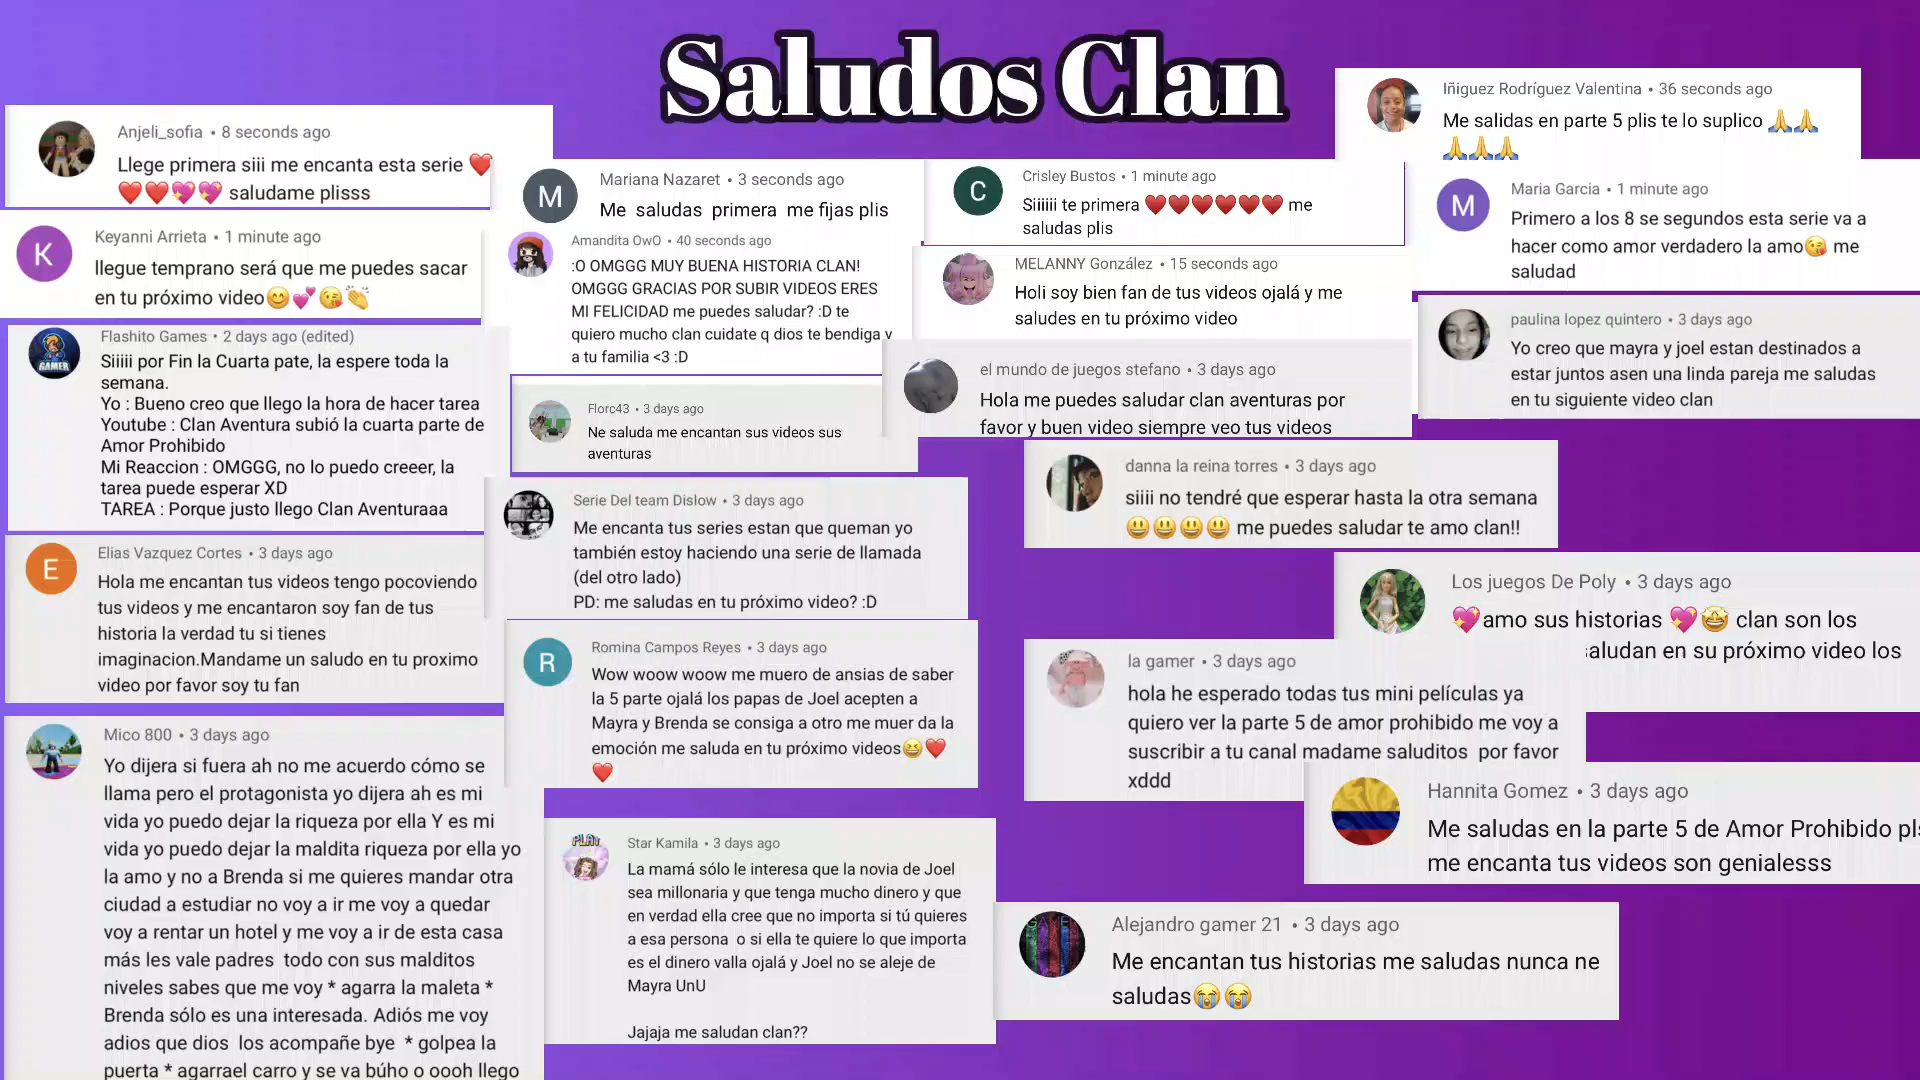 Saludos Clan
Anjeli_sofia • 8 seconds ago
Llege primera siii me encanta esta serie ❤️
❤️❤️💖💖 saludame plisss
Keyanni Arrieta • 1 minute ago
llegue temprano será que me puedes sacar
en tu próximo video😊💕😘👏
Flashito Games • 2 days ago (edited)
Siiiii por Fin la Cuarta pate, la espere toda la
semana.
Yo : Bueno creo que llego la hora de hacer tarea
Youtube : Clan Aventura subió la cuarta parte de
Amor Prohibido
Mi Reaccion : OMGGG, no lo puedo creeer, la
tarea puede esperar XD
TAREA : Porque justo llego Clan Aventuraaa
GAMER
E
Elias Vazquez Cortes • 3 days ago
Hola me encantan tus videos tengo pocoviendo
tus videos y me encantaron soy fan de tus
historia la verdad tu si tienes
imaginacion.Mandame un saludo en tu proximo
video por favor soy tu fan
Mico 800 • 3 days ago
Yo dijera si fuera ah no me acuerdo cómo se
llama pero el protagonista yo dijera ah es mi
vida yo puedo dejar la riqueza por ella Y es mi
vida yo puedo dejar la maldita riqueza por ella yo
la amo y no a Brenda si me quieres mandar otra
ciudad a estudiar no voy a ir me voy a quedar
voy a rentar un hotel y me voy a ir de esta casa
más les vale padres  todo con sus malditos
niveles sabes que me voy * agarra la maleta *
Brenda sólo es una interesada. Adiós me voy
adios que dios  los acompañe bye  * golpea la
puerta * agarrael carro y se va búho o oooh llego
K
M
Mariana Nazaret • 3 seconds ago
Me  saludas  primera  me fijas plis
Amandita OwO • 40 seconds ago
:O OMGGG MUY BUENA HISTORIA CLAN!
OMGGG GRACIAS POR SUBIR VIDEOS ERES
MI FELICIDAD me puedes saludar? :D te
quiero mucho clan cuidate q dios te bendiga y
a tu familia <3 :D
Florc43 • 3 days ago
Ne saluda me encantan sus videos sus
aventuras
Serie Del team Dislow • 3 days ago
Me encanta tus series estan que queman yo
también estoy haciendo una serie de llamada
(del otro lado)
PD: me saludas en tu próximo video? :D
R
Romina Campos Reyes • 3 days ago
Wow woow woow me muero de ansias de saber
la 5 parte ojalá los papas de Joel acepten a
Mayra y Brenda se consiga a otro me muer da la
emoción me saluda en tu próximo videos😆❤️
❤️
PLAY
Star Kamila • 3 days ago
La mamá sólo le interesa que la novia de Joel
sea millonaria y que tenga mucho dinero y que
en verdad ella cree que no importa si tú quieres
a esa persona  o si ella te quiere lo que importa
es el dinero valla ojalá y Joel no se aleje de
Mayra UnU
Jajaja me saludan clan??
C
Crisley Bustos • 1 minute ago
Siiiiii te primera ❤️❤️❤️❤️❤️❤️ me
saludas plis
MELANNY González • 15 seconds ago
Holi soy bien fan de tus videos ojalá y me
saludes en tu próximo video
el mundo de juegos stefano • 3 days ago
Hola me puedes saludar clan aventuras por
favor y buen video siempre veo tus videos
danna la reina torres • 3 days ago
siiii no tendré que esperar hasta la otra semana
😃😃😃😃 me puedes saludar te amo clan!!
la gamer • 3 days ago
hola he esperado todas tus mini películas ya
quiero ver la parte 5 de amor prohibido me voy a
suscribir a tu canal madame saluditos  por favor
xddd
Alejandro gamer 21 • 3 days ago
Me encantan tus historias me saludas nunca ne
saludas😭😭
Iñiguez Rodríguez Valentina • 36 seconds ago
Me salidas en parte 5 plis te lo suplico 🙏🙏
🙏🙏🙏
M
Maria Garcia • 1 minute ago
Primero a los 8 se segundos esta serie va a
hacer como amor verdadero la amo😘 me
saludad
paulina lopez quintero • 3 days ago
Yo creo que mayra y joel estan destinados a
estar juntos asen una linda pareja me saludas
en tu siguiente video clan
Los juegos De Poly • 3 days ago
💖amo sus historias 💖🤩 clan son los
saludan en su próximo video los
Hannita Gomez • 3 days ago
Me saludas en la parte 5 de Amor Prohibido pls
me encanta tus videos son genialesss